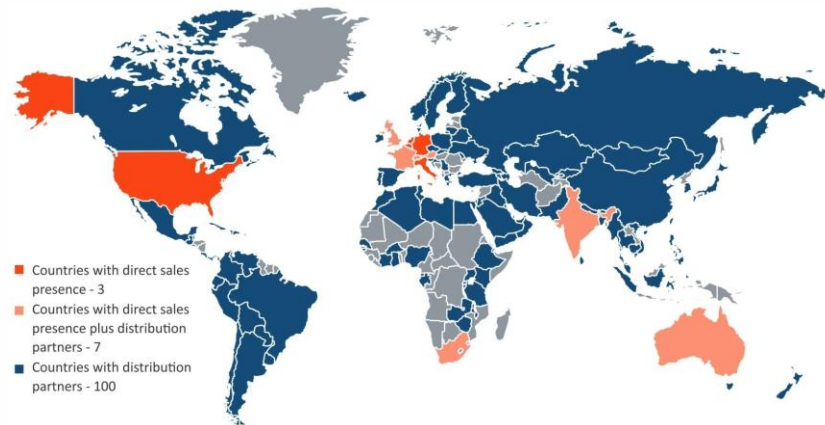 Countries with direct sales
presence - 3
Countries with direct sales
presence plus distribution
partners - 7
Countries with distribution
partners - 100